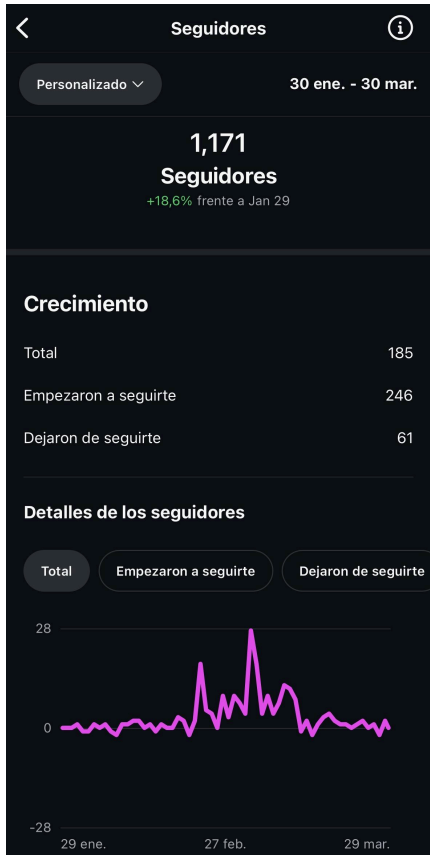 Seguidores
Personalizado
30 ene. - 30 mar.
1,171
Seguidores
+18,6% frente a Jan 29
Crecimiento
Total 185
Empezaron a seguirte 246
Dejaron de seguirte 61
Detalles de los seguidores
Total Empezaron a seguirte Dejaron de seguirte
28
0
-28
29 ene. 27 feb. 29 mar.